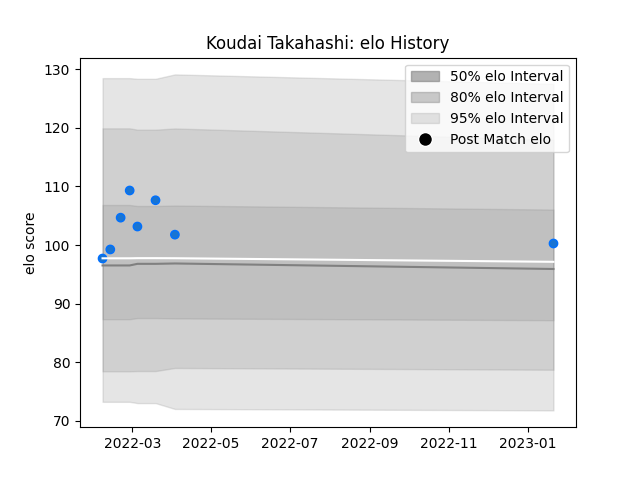 Koudai Takahashi: elo History
130
120
110
100
90
80
70
elo score
50% elo Interval
80% elo Interval
95% elo Interval
Post Match elo
2022-03
2022-05
2022-07
2022-09
2022-11
2023-01